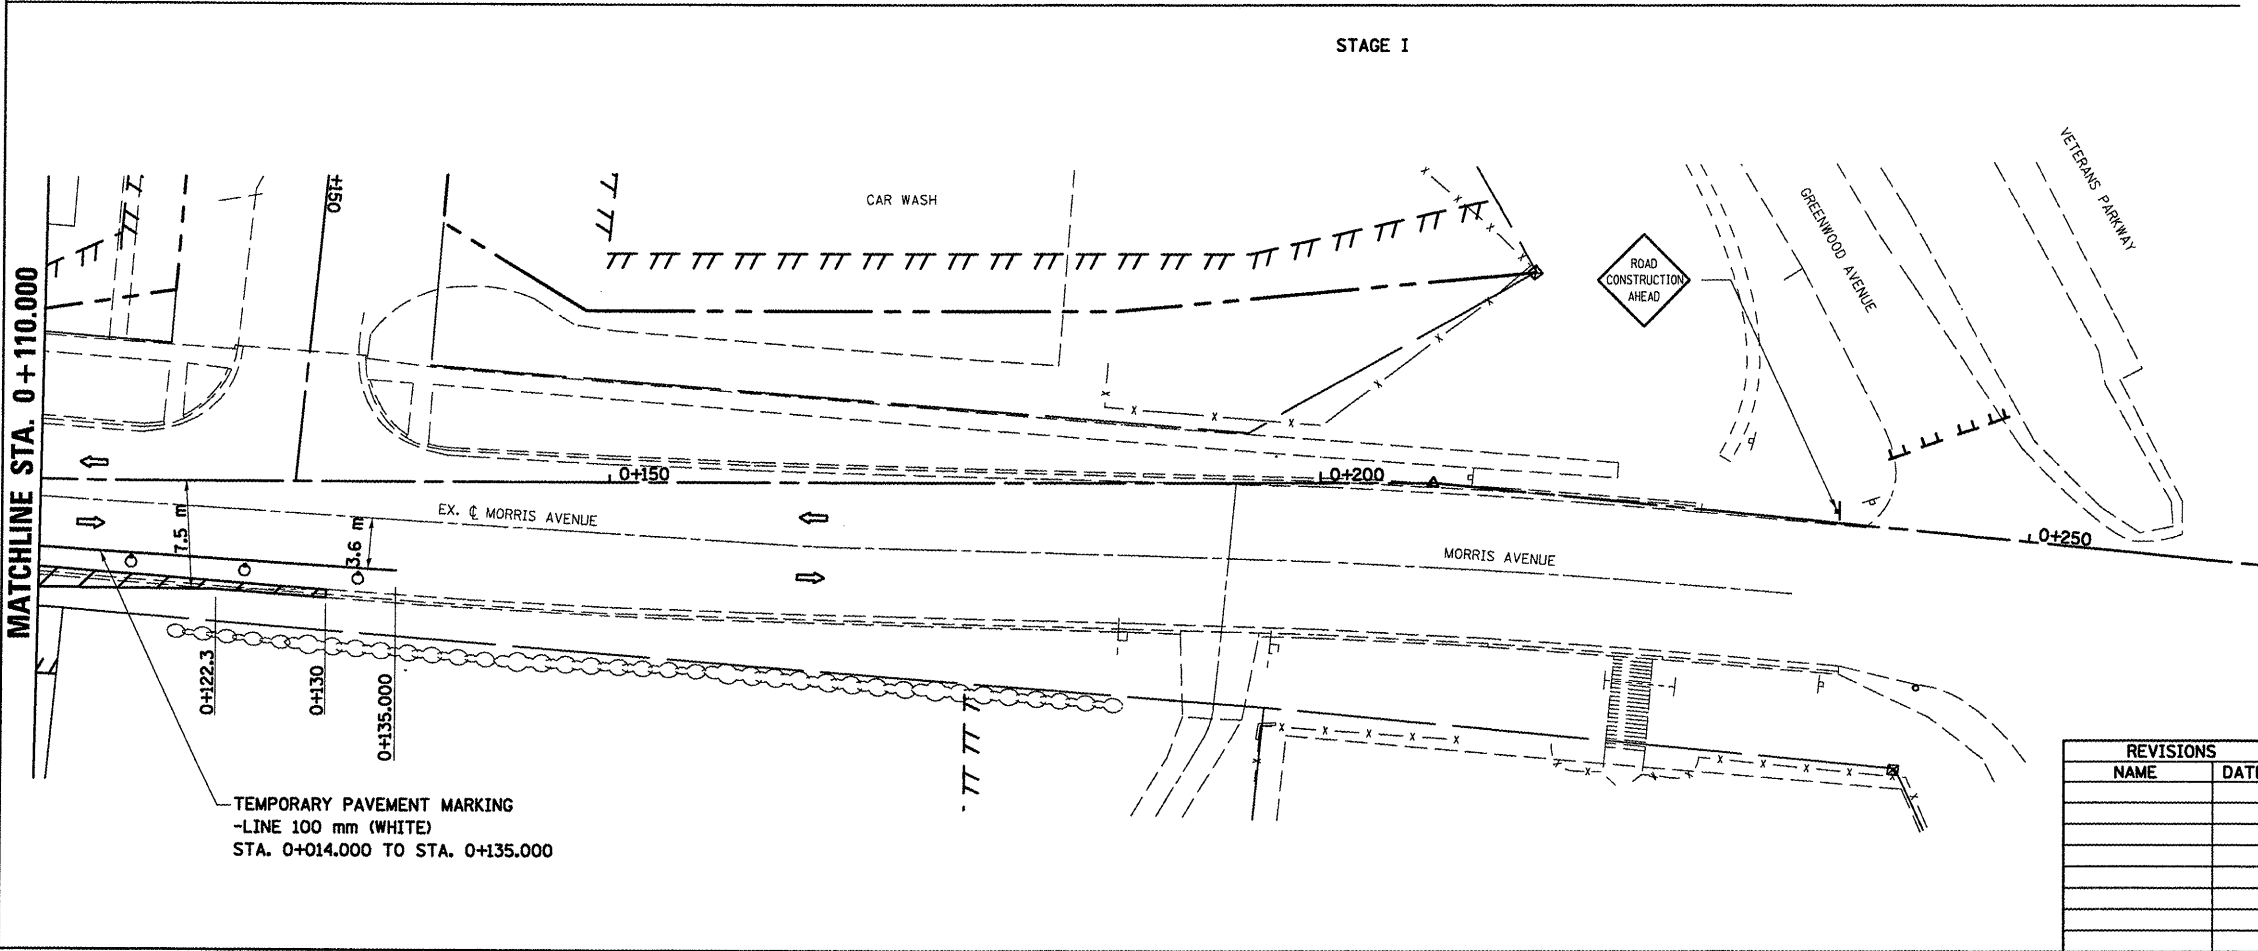 STAGE I
MATCHLINE STA. 0+110.000
+150
CAR WASH
ROAD
CONSTRUCTION
AHEAD
GREENWOOD AVENUE
VETERANS PARKWAY
0+150
0+200
0+250
7.5 m
3.6 m
EX. ℄ MORRIS AVENUE
MORRIS AVENUE
0+122.3
0+130
0+135.000
TEMPORARY PAVEMENT MARKING
-LINE 100 mm (WHITE)
STA. 0+014.000 TO STA. 0+135.000
REVISIONS
NAME DATE